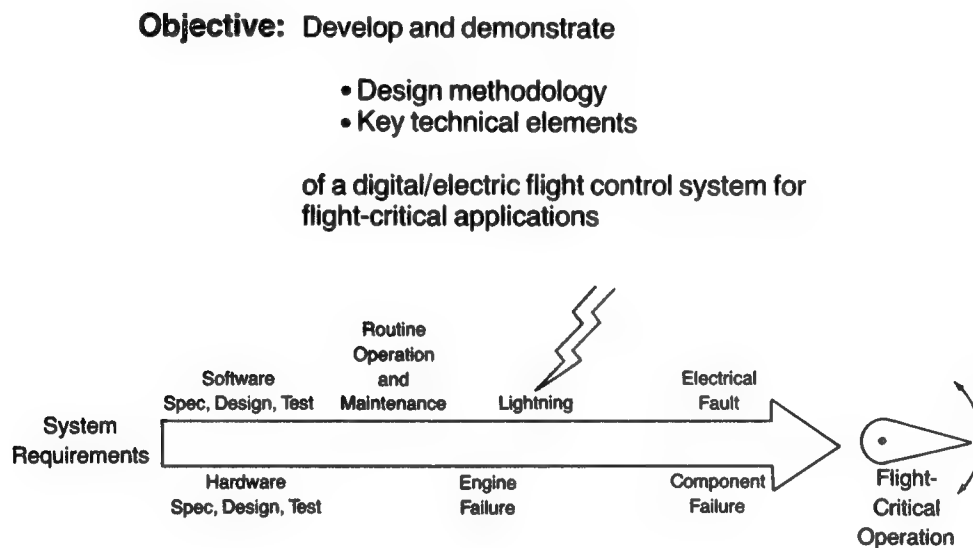 Objective: Develop and demonstrate
• Design methodology
• Key technical elements
of a digital/electric flight control system for
flight-critical applications
Routine
Operation
and
Maintenance
Software
Spec, Design, Test
Lightning
Electrical
Fault
System
Requirements
Hardware
Spec, Design, Test
Engine
Failure
Component
Failure
Flight-
Critical
Operation